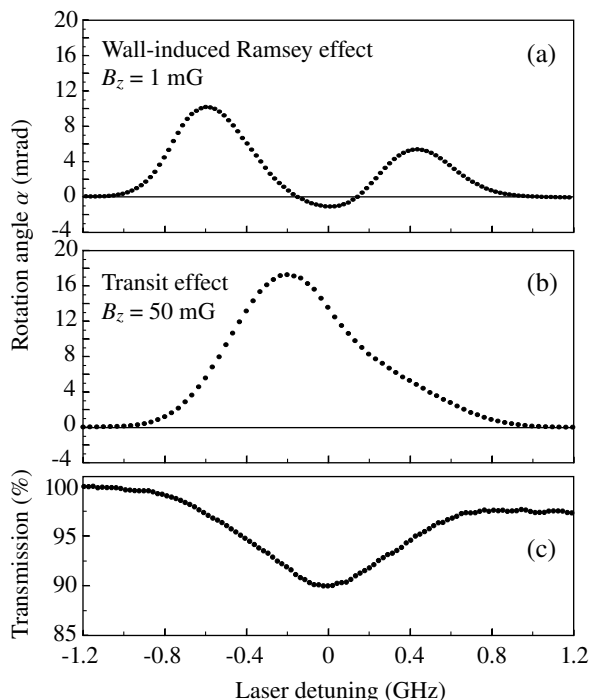 20
16
12
8
4
0
-4
Wall-induced Ramsey effect
B_z = 1 mG
(a)
Rotation angle α (mrad)
20
16
12
8
4
0
-4
Transit effect
B_z = 50 mG
(b)
Transmission (%)
100
95
90
85
(c)
-1.2 -0.8 -0.4 0 0.4 0.8 1.2
Laser detuning (GHz)